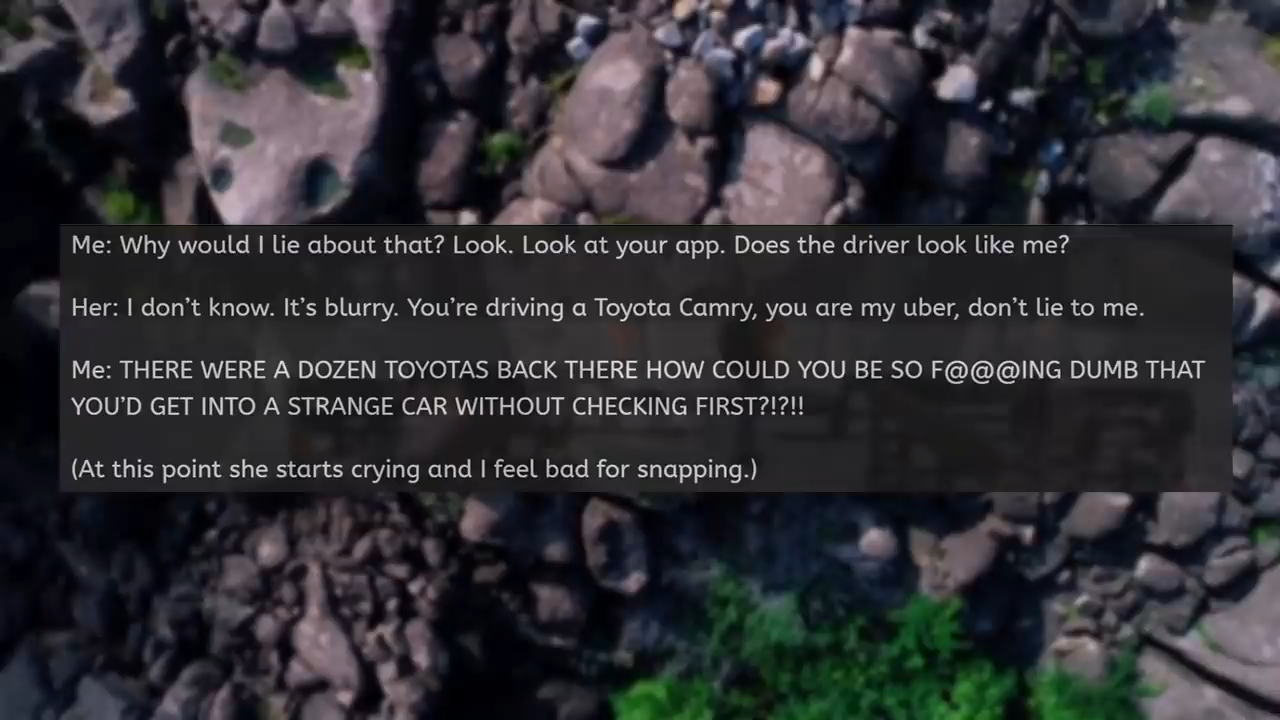 Me: Why would I lie about that? Look. Look at your app. Does the driver look like me?
Her: I don’t know. It’s blurry. You’re driving a Toyota Camry, you are my uber, don’t lie to me.
Me: THERE WERE A DOZEN TOYOTAS BACK THERE HOW COULD YOU BE SO F@@@ING DUMB THAT
YOU’D GET INTO A STRANGE CAR WITHOUT CHECKING FIRST?!?!!
(At this point she starts crying and I feel bad for snapping.)